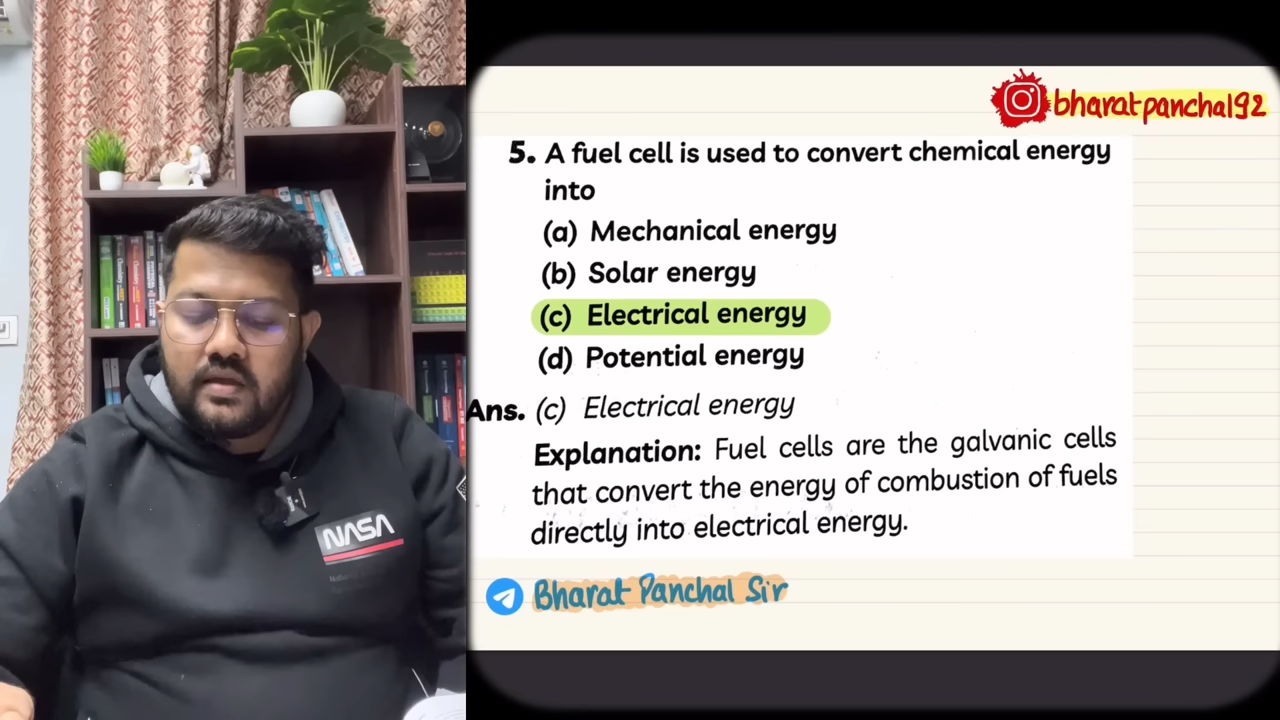 bharatpanchal92
5. A fuel cell is used to convert chemical energy
into
(a) Mechanical energy
(b) Solar energy
(c) Electrical energy
(d) Potential energy
Ans. (c) Electrical energy
Explanation: Fuel cells are the galvanic cells
that convert the energy of combustion of fuels
directly into electrical energy.
Bharat Panchal Sir
NASA